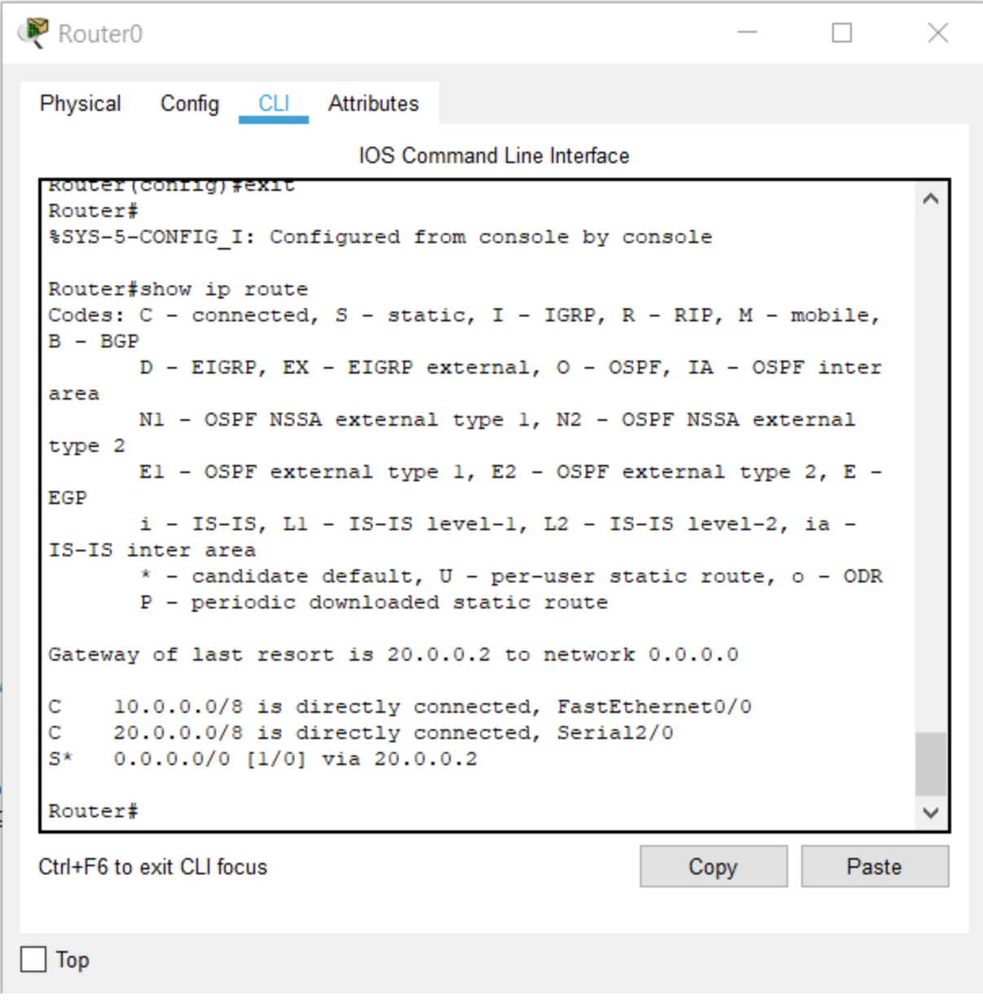 Router0
Physical Config CLI Attributes
IOS Command Line Interface
Router(config)#exit
Router#
%SYS-5-CONFIG_I: Configured from console by console
Router#show ip route
Codes: C - connected, S - static, I - IGRP, R - RIP, M - mobile,
B - BGP
D - EIGRP, EX - EIGRP external, O - OSPF, IA - OSPF inter
area
N1 - OSPF NSSA external type 1, N2 - OSPF NSSA external
type 2
E1 - OSPF external type 1, E2 - OSPF external type 2, E -
EGP
i - IS-IS, L1 - IS-IS level-1, L2 - IS-IS level-2, ia -
IS-IS inter area
* - candidate default, U - per-user static route, o - ODR
P - periodic downloaded static route
Gateway of last resort is 20.0.0.2 to network 0.0.0.0
C 10.0.0.0/8 is directly connected, FastEthernet0/0
C 20.0.0.0/8 is directly connected, Serial2/0
S* 0.0.0.0/0 [1/0] via 20.0.0.2
Router#
Ctrl+F6 to exit CLI focus
Copy Paste
Top